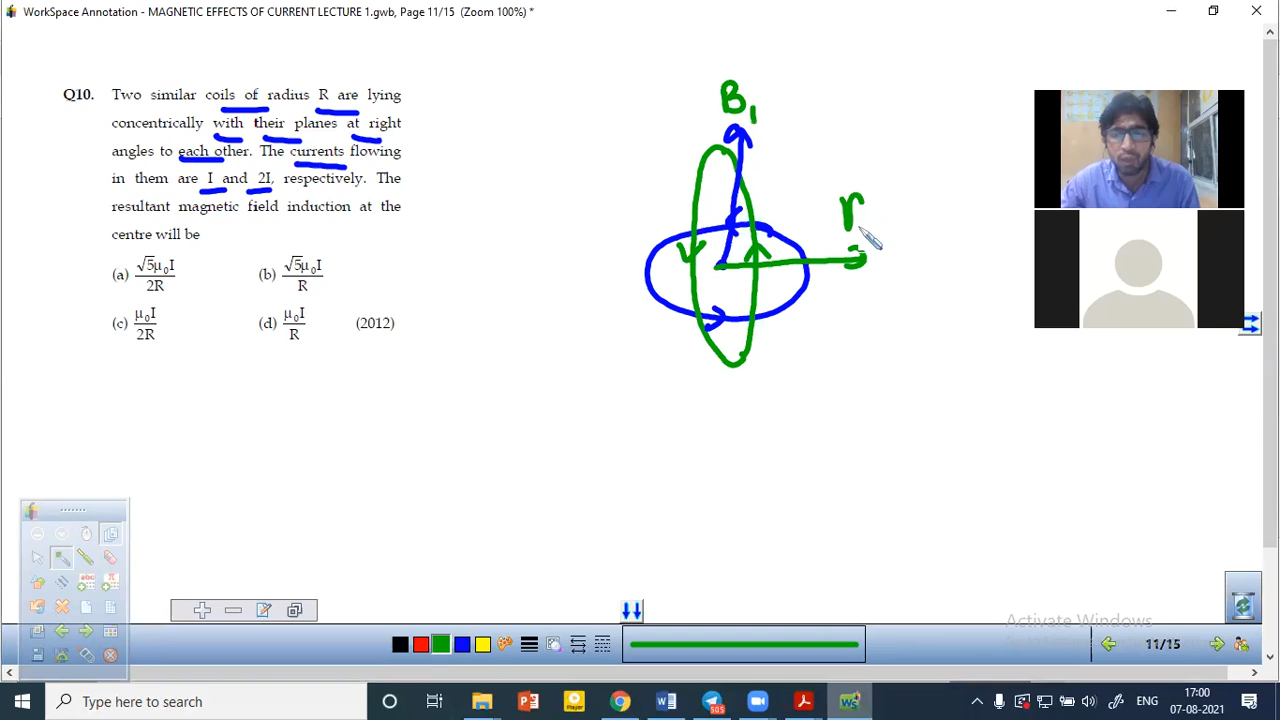 WorkSpace Annotation - MAGNETIC EFFECTS OF CURRENT LECTURE 1.gwb, Page 11/15 (Zoom 100%) *
Q10. Two similar coils of radius R are lying
concentrically with their planes at right
angles to each other. The currents flowing
in them are I and 2I, respectively. The
resultant magnetic field induction at the
centre will be
(a) √5μ₀I/2R (b) √5μ₀I/R
(c) μ₀I/2R (d) μ₀I/R (2012)
B₁
r
abc
π
Activate Windows
11/15
Type here to search
SOS
Player
ENG
17:00
07-08-2021